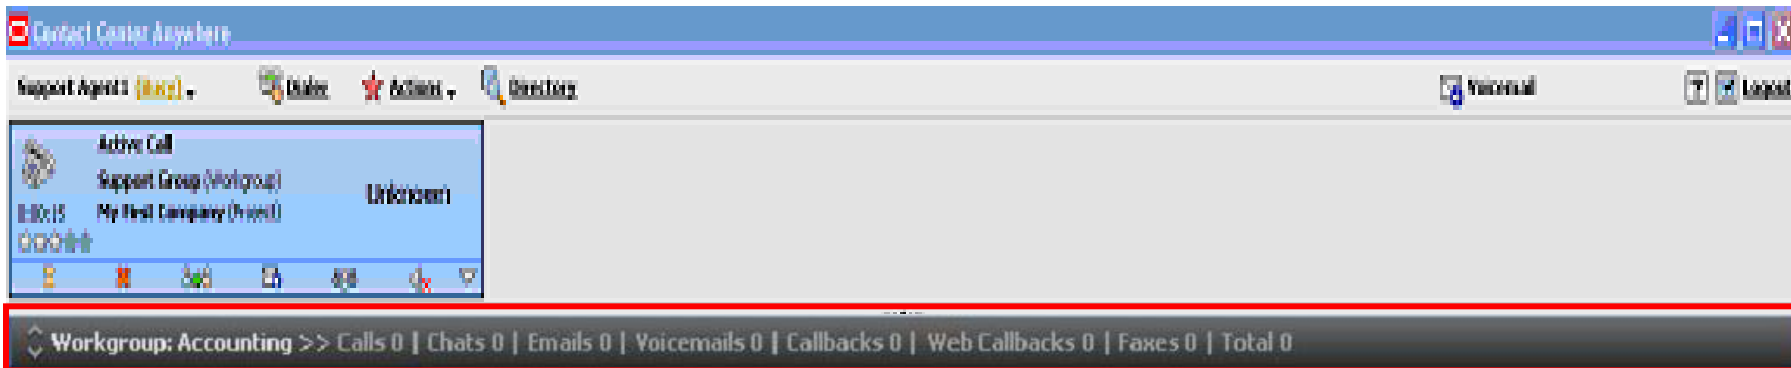 Contact Center Anywhere
Support Agent1 (Busy) Dialer Actions Directory Voicemail ? Logout
Active Call
Support Group (Workgroup)
Unknown
My First Company (Project)
Workgroup: Accounting >> Calls 0 | Chats 0 | Emails 0 | Voicemails 0 | Callbacks 0 | Web Callbacks 0 | Faxes 0 | Total 0